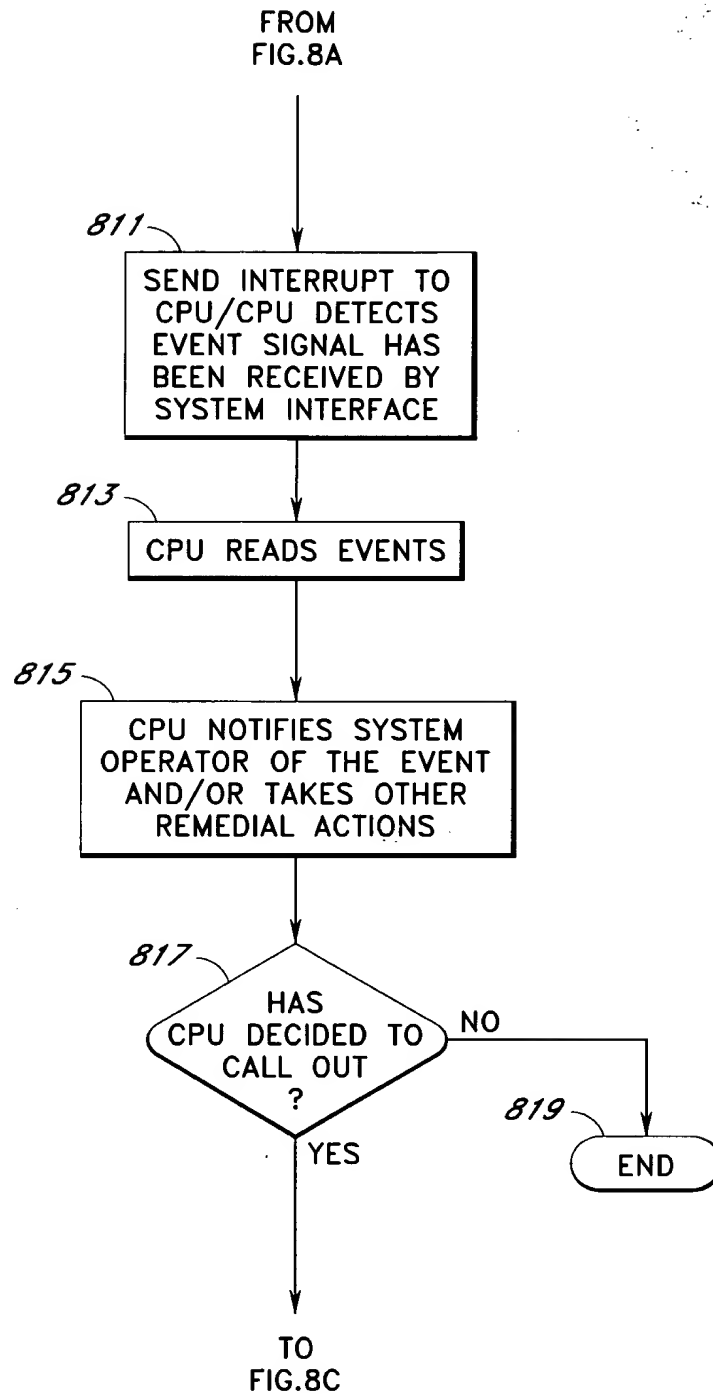 FROM
FIG.8A
811
SEND INTERRUPT TO
CPU/CPU DETECTS
EVENT SIGNAL HAS
BEEN RECEIVED BY
SYSTEM INTERFACE
813
CPU READS EVENTS
815
CPU NOTIFIES SYSTEM
OPERATOR OF THE EVENT
AND/OR TAKES OTHER
REMEDIAL ACTIONS
817
HAS
CPU DECIDED TO
CALL OUT
?
NO
819
END
YES
TO
FIG.8C